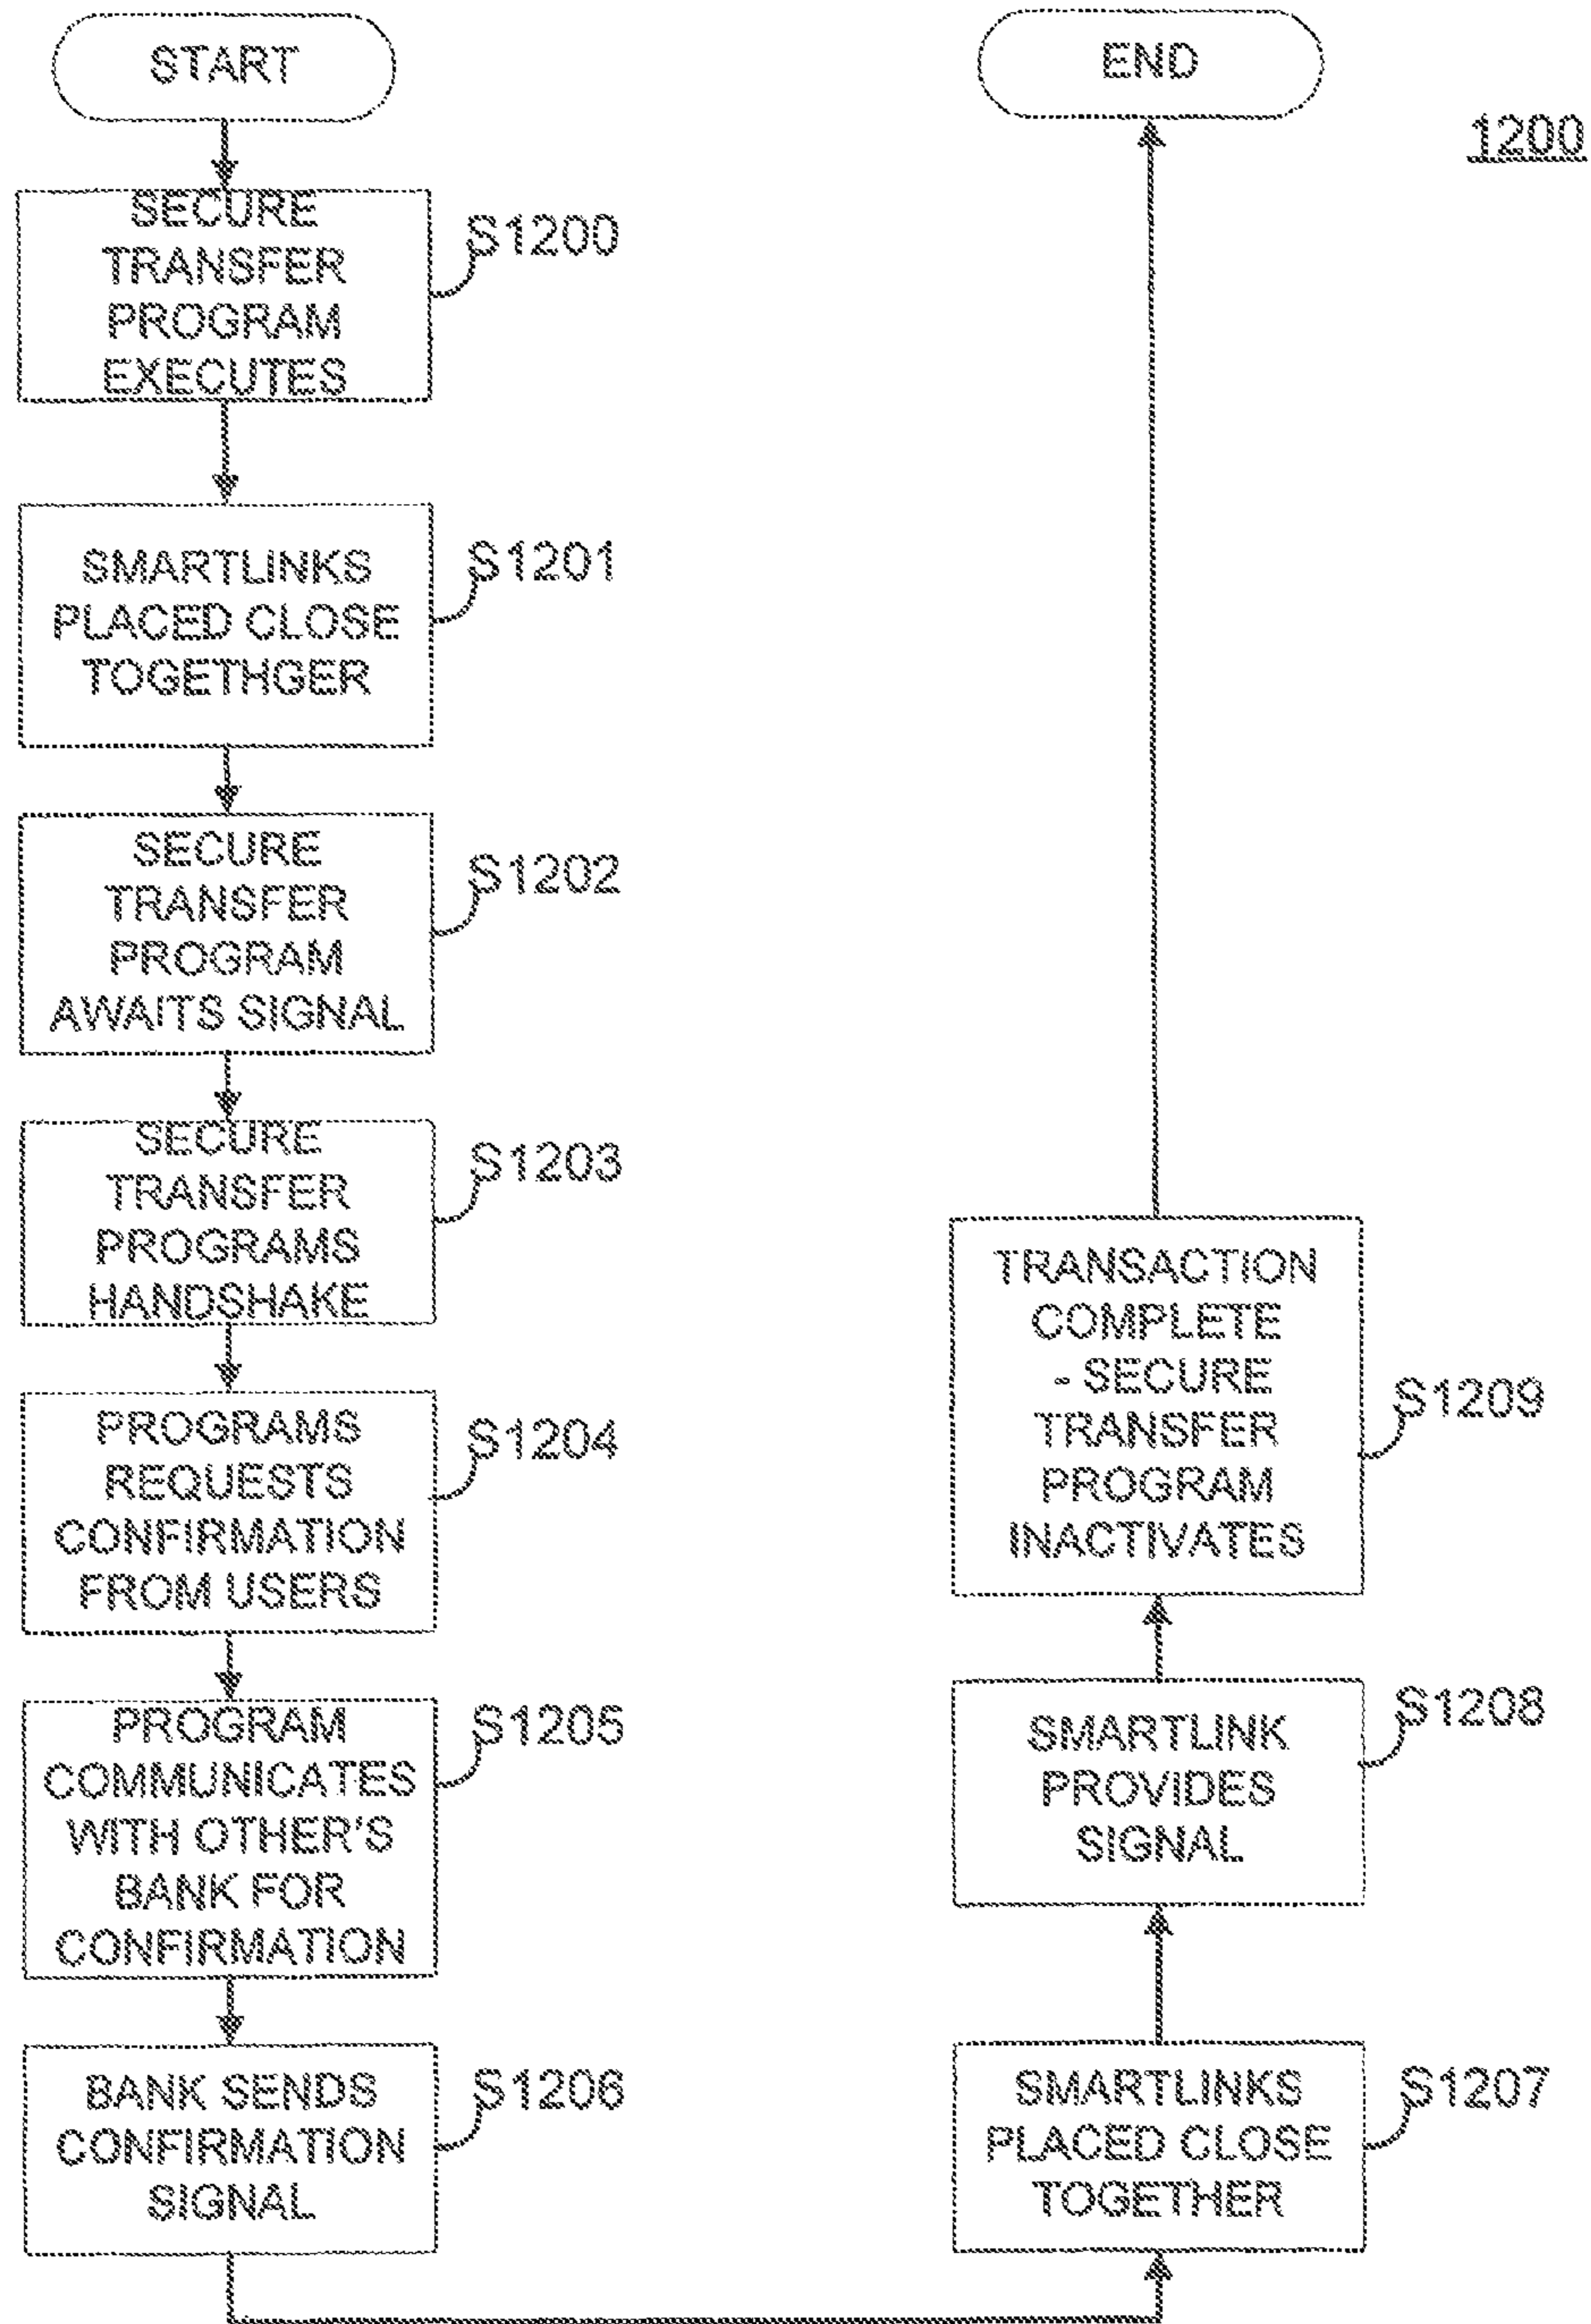 START
SECURE
TRANSFER
PROGRAM
EXECUTES
S1200
SMARTLINKS
PLACED CLOSE
TOGETHGER
S1201
SECURE
TRANSFER
PROGRAM
AWAITS SIGNAL
S1202
SECURE
TRANSFER
PROGRAMS
HANDSHAKE
S1203
PROGRAMS
REQUESTS
CONFIRMATION
FROM USERS
S1204
PROGRAM
COMMUNICATES
WITH OTHER'S
BANK FOR
CONFIRMATION
S1205
BANK SENDS
CONFIRMATION
SIGNAL
S1206
SMARTLINKS
PLACED CLOSE
TOGETHER
S1207
SMARTLINK
PROVIDES
SIGNAL
S1208
TRANSACTION
COMPLETE
- SECURE
TRANSFER
PROGRAM
INACTIVATES
S1209
END
1200